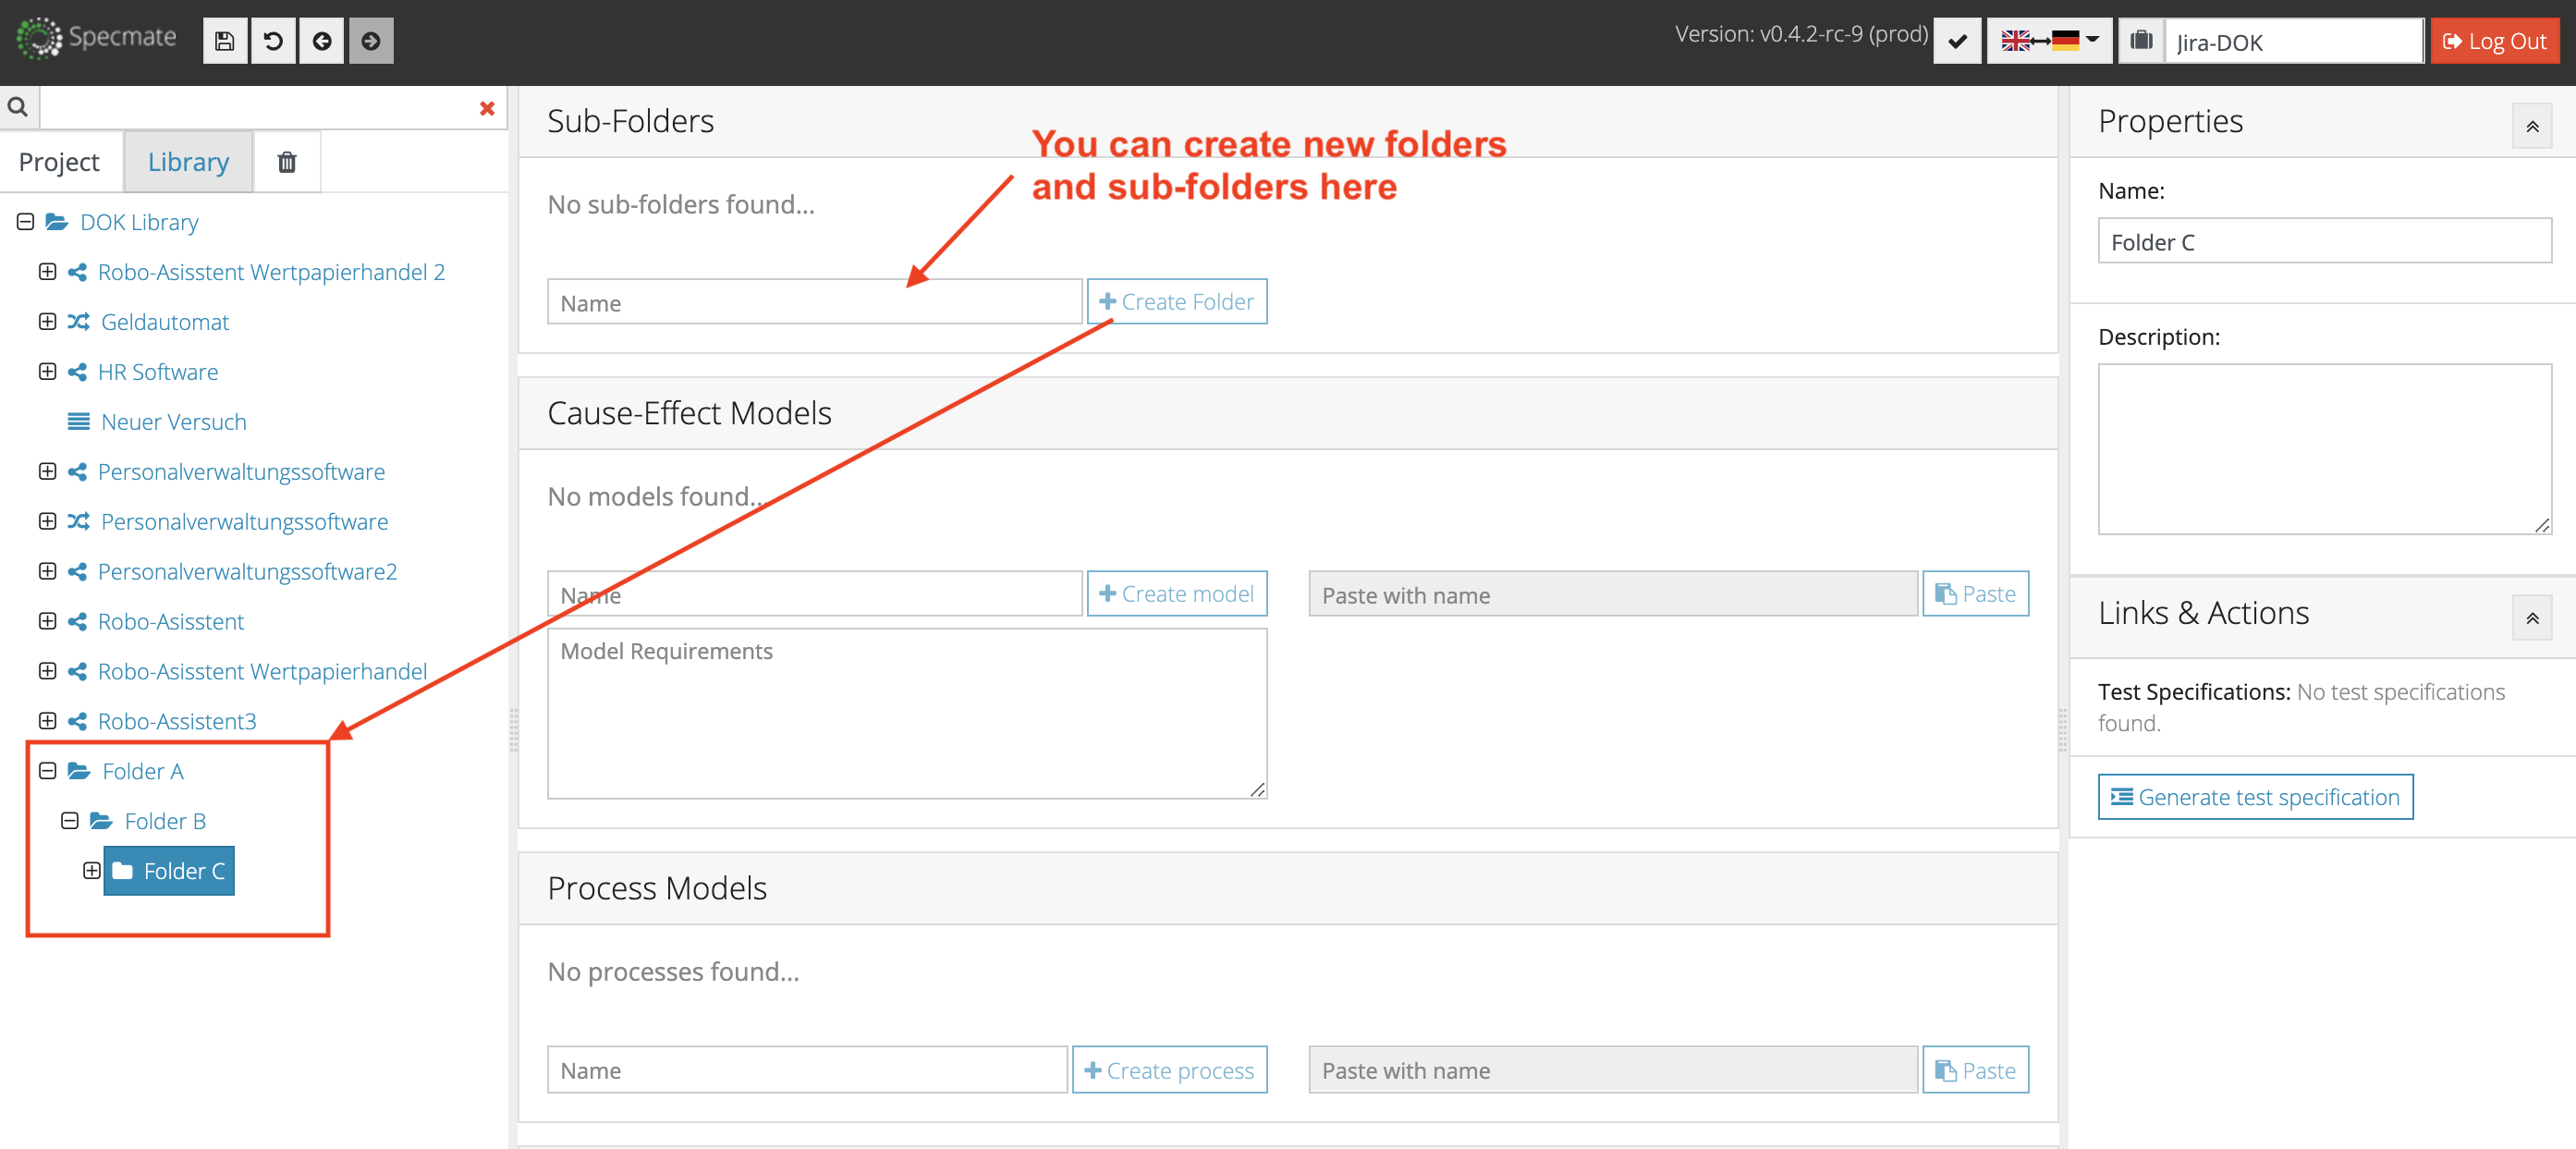 Specmate
Version: v0.4.2-rc-9 (prod)
Jira-DOK
Log Out
Project
Library
DOK Library
Robo-Asisstent Wertpapierhandel 2
Geldautomat
HR Software
Neuer Versuch
Personalverwaltungssoftware
Personalverwaltungssoftware
Personalverwaltungssoftware2
Robo-Asisstent
Robo-Asisstent Wertpapierhandel
Robo-Assistent3
Folder A
Folder B
Folder C
Sub-Folders
You can create new folders
and sub-folders here
No sub-folders found...
Name
Create Folder
Cause-Effect Models
No models found...
Name
Create model
Paste with name
Paste
Model Requirements
Process Models
No processes found...
Name
Create process
Paste with name
Paste
Properties
Name:
Folder C
Description:
Links & Actions
Test Specifications: No test specifications
found.
Generate test specification